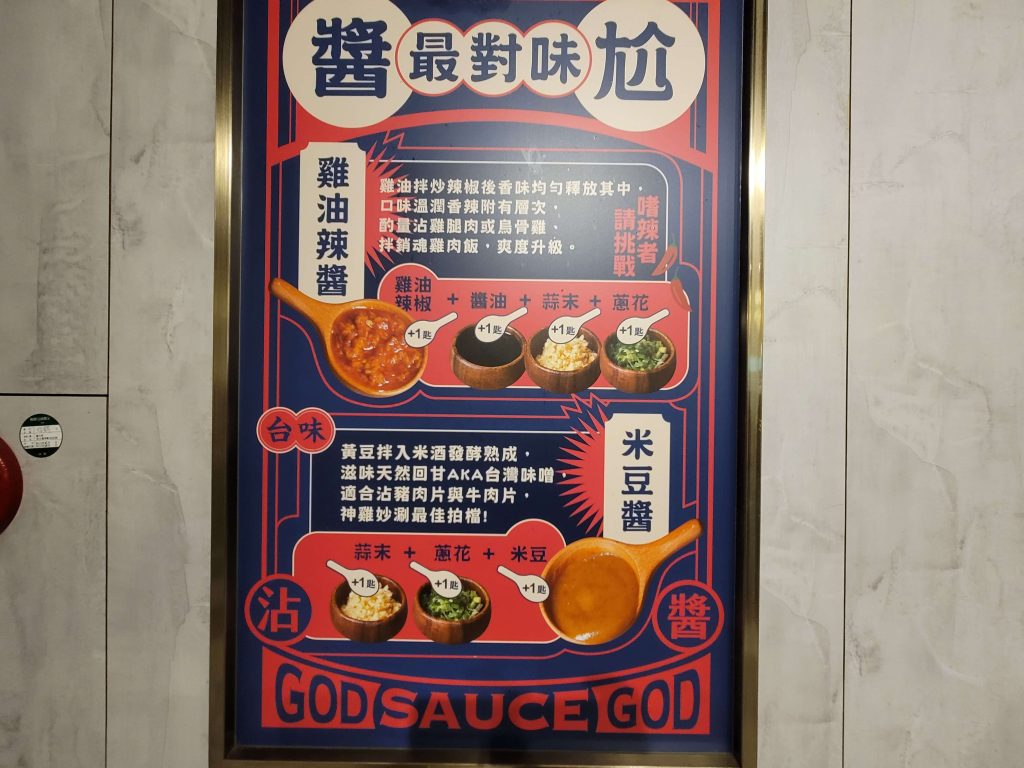 醬最對味尬
雞油辣醬
雞油拌炒辣椒後香味均勻釋放其中，
口味溫潤香辣附有層次，
酌量沾雞腿肉或烏骨雞、
拌銷魂雞肉飯，爽度升級。
嗜辣者
請挑戰
雞油
辣椒 + 醬油 + 蒜末 + 蔥花
+1匙 +1匙 +1匙 +1匙
台味
黃豆拌入米酒發酵熟成，
滋味天然回甘AKA台灣味噌，
適合沾豬肉片與牛肉片，
神雞妙涮最佳拍檔!
米豆醬
蒜末 + 蔥花 + 米豆
+1匙 +1匙 +1匙
沾
醬
GOD SAUCE GOD